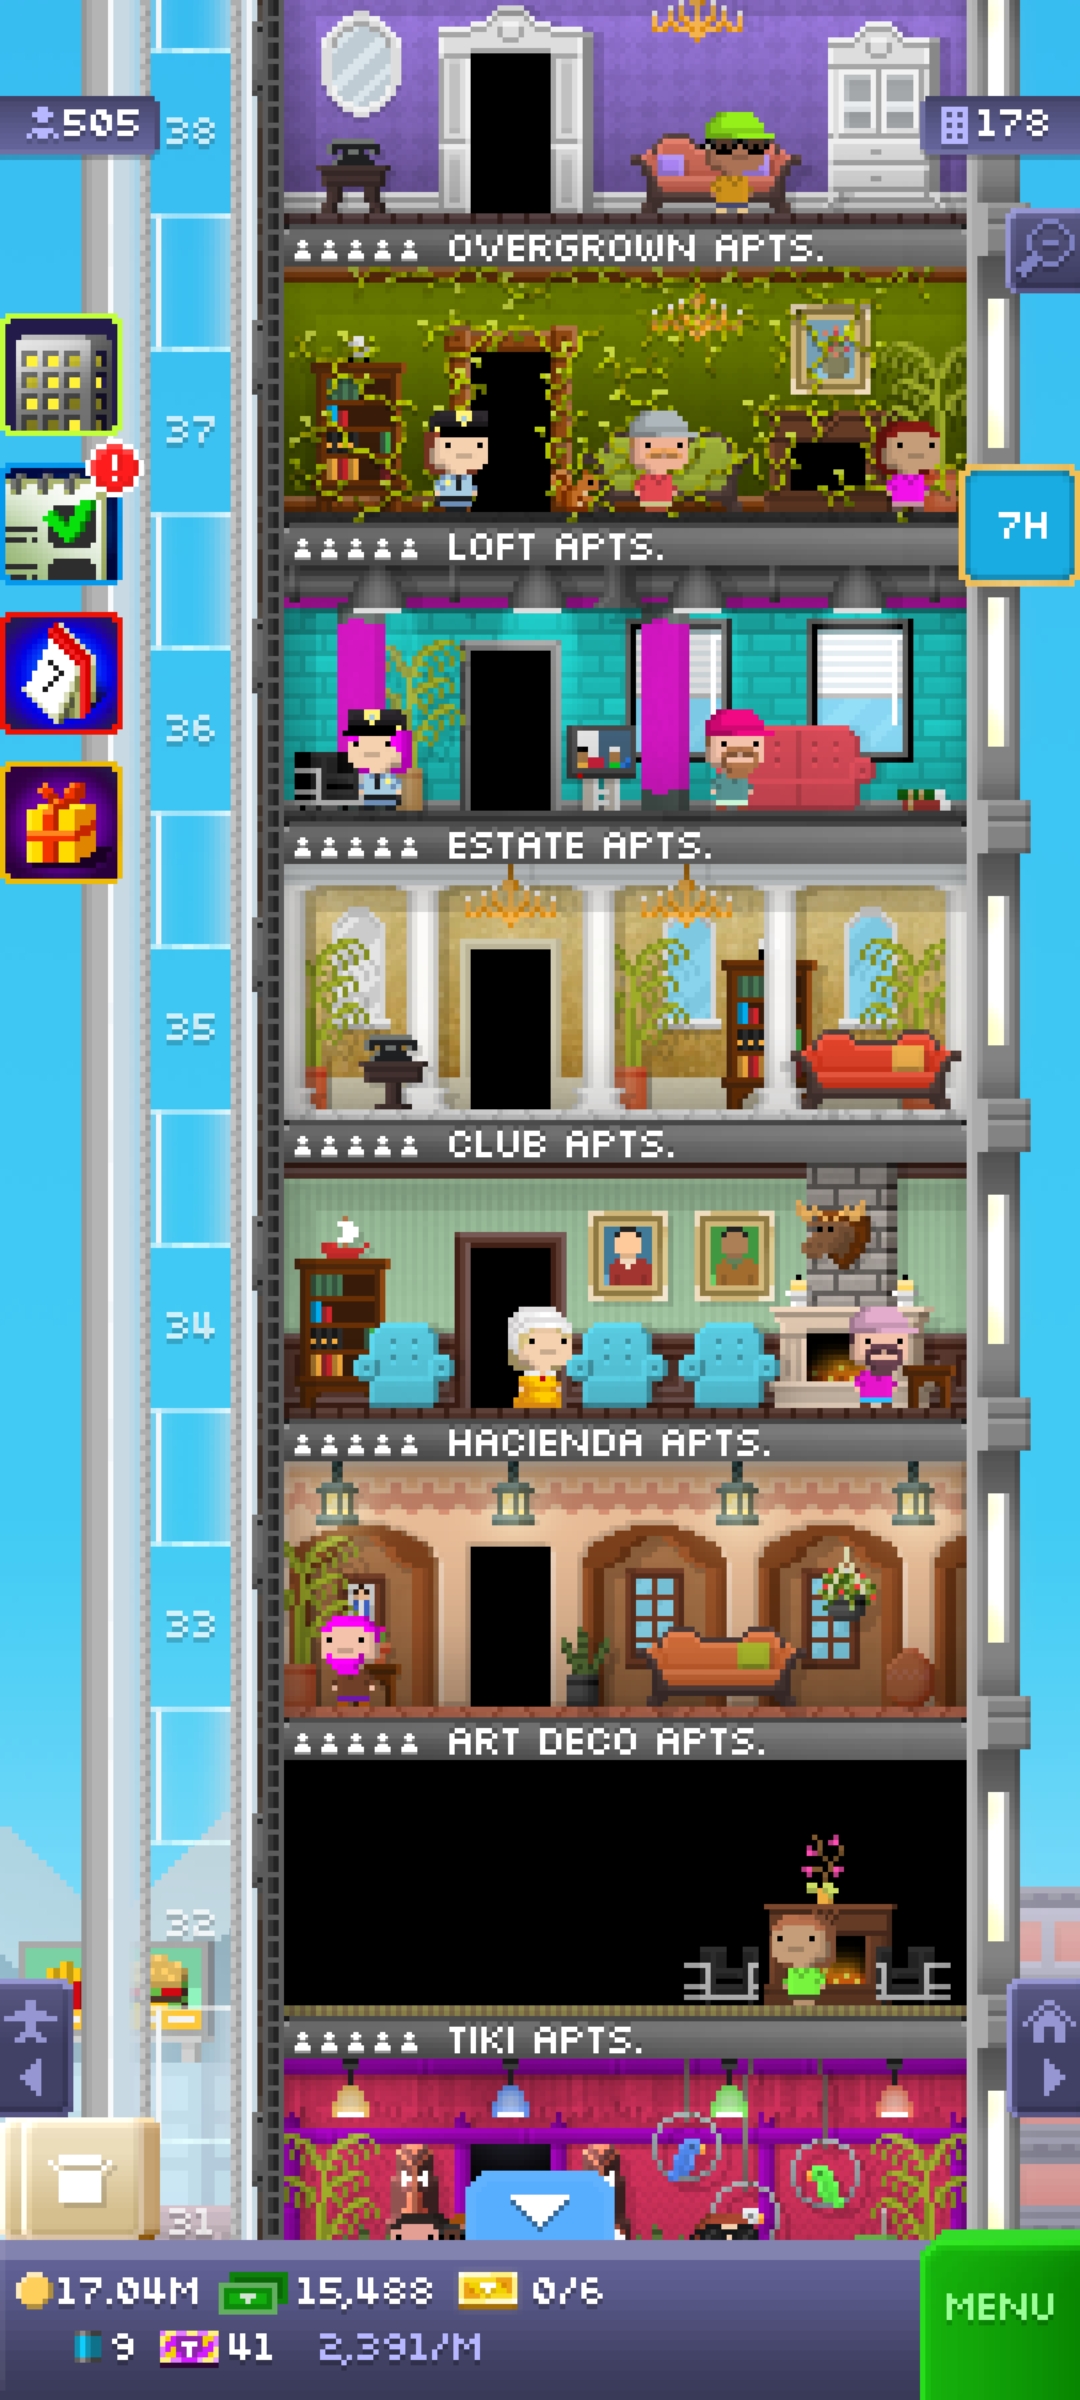 505
38
178
OVERGROWN APTS.
37
LOFT APTS.
7H
7
36
ESTATE APTS.
35
CLUB APTS.
34
HACIENDA APTS.
33
ART DECO APTS.
32
TIKI APTS.
31
17.04M 15,488 0/6
MENU
9 T 41 2,391/M